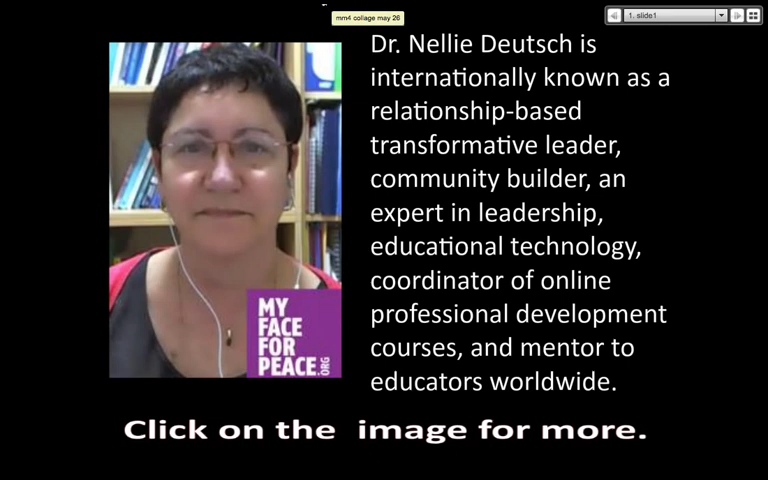 mm4 collage may 26
1. slide1
Dr. Nellie Deutsch is
internationally known as a
relationship-based
transformative leader,
community builder, an
expert in leadership,
educational technology,
coordinator of online
professional development
courses, and mentor to
educators worldwide.
MY
FACE
FOR
PEACE.ORG
Click on the image for more.